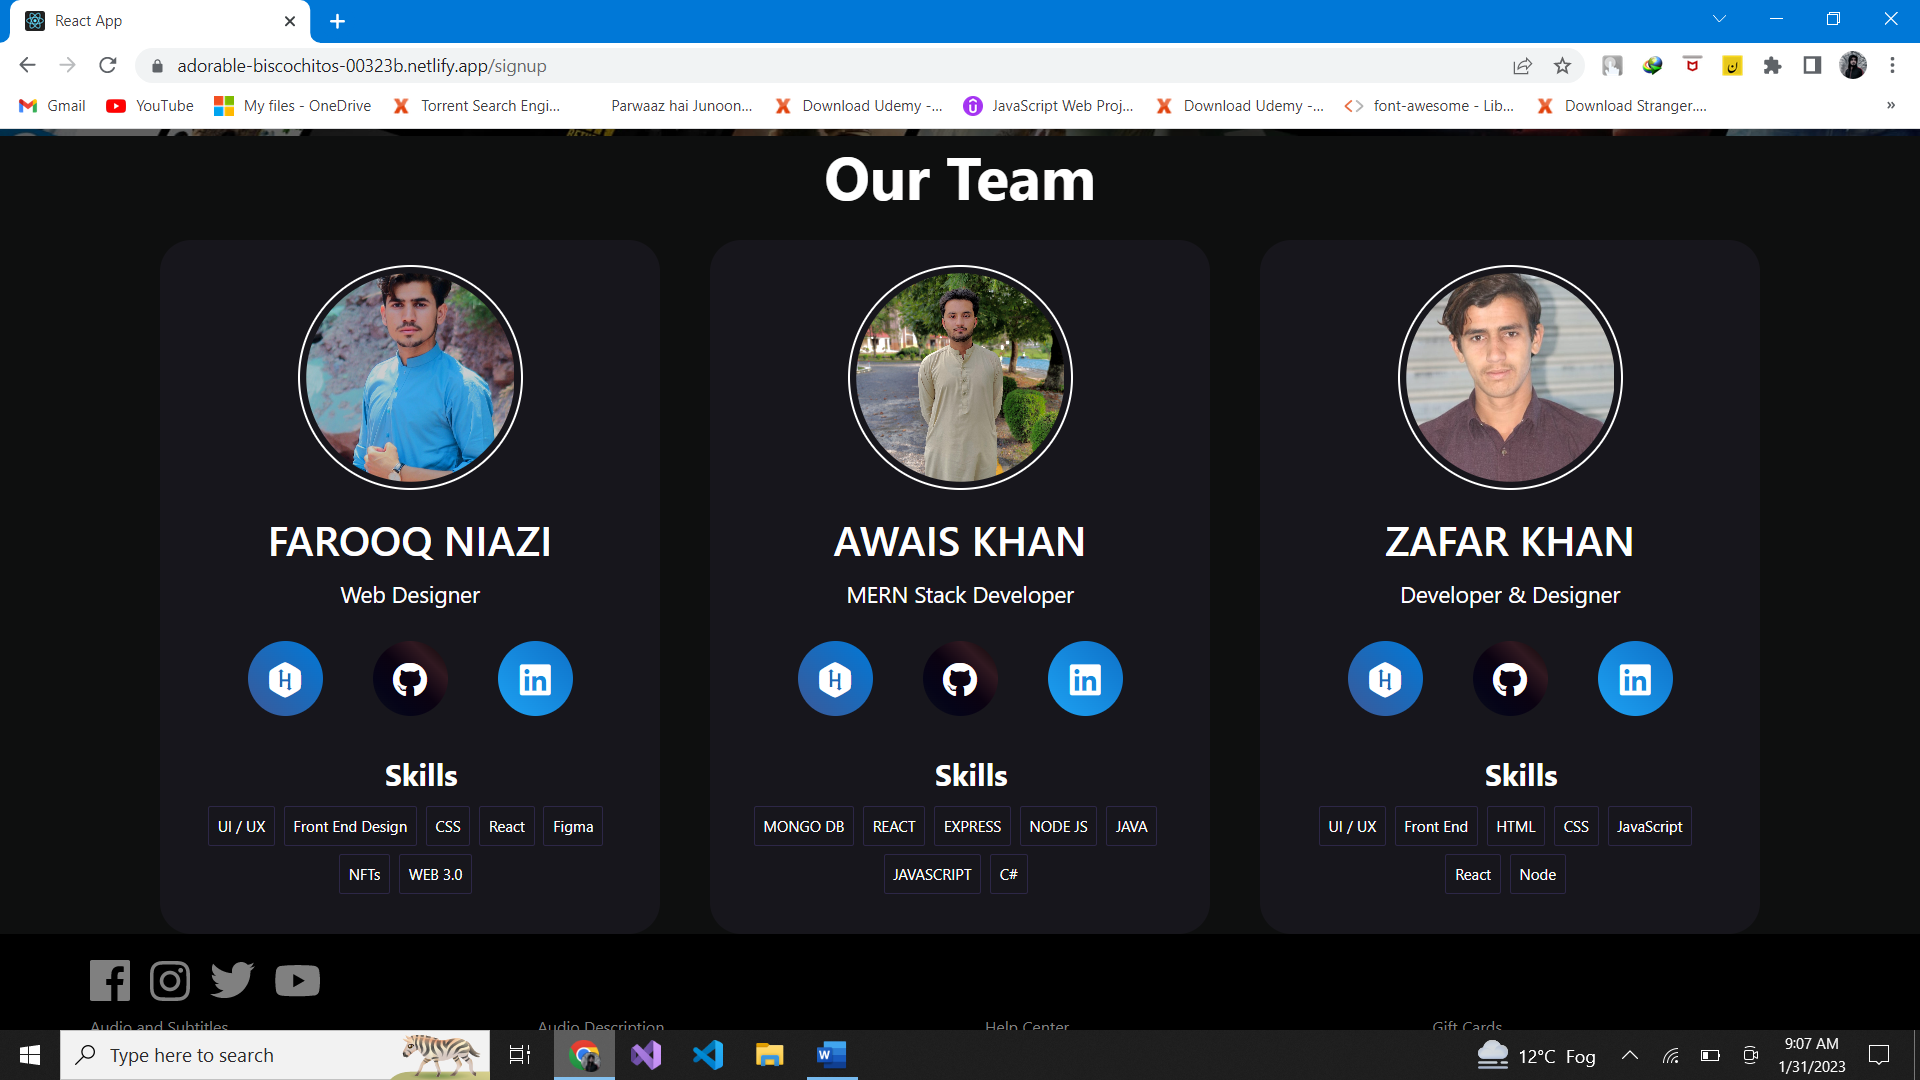 React App
adorable-biscochitos-00323b.netlify.app/signup
Gmail YouTube My files - OneDrive Torrent Search Engi... Parwaaz hai Junoon... Download Udemy -... JavaScript Web Proj... Download Udemy -... font-awesome - Lib... Download Stranger.... »
Our Team
FAROOQ NIAZI
Web Designer
Skills
UI / UX Front End Design CSS React Figma
NFTs WEB 3.0
AWAIS KHAN
MERN Stack Developer
Skills
MONGO DB REACT EXPRESS NODE JS JAVA
JAVASCRIPT C#
ZAFAR KHAN
Developer & Designer
Skills
UI / UX Front End HTML CSS JavaScript
React Node
Audio and Subtitles Audio Description Help Center Gift Cards
Type here to search
12°C Fog
9:07 AM
1/31/2023